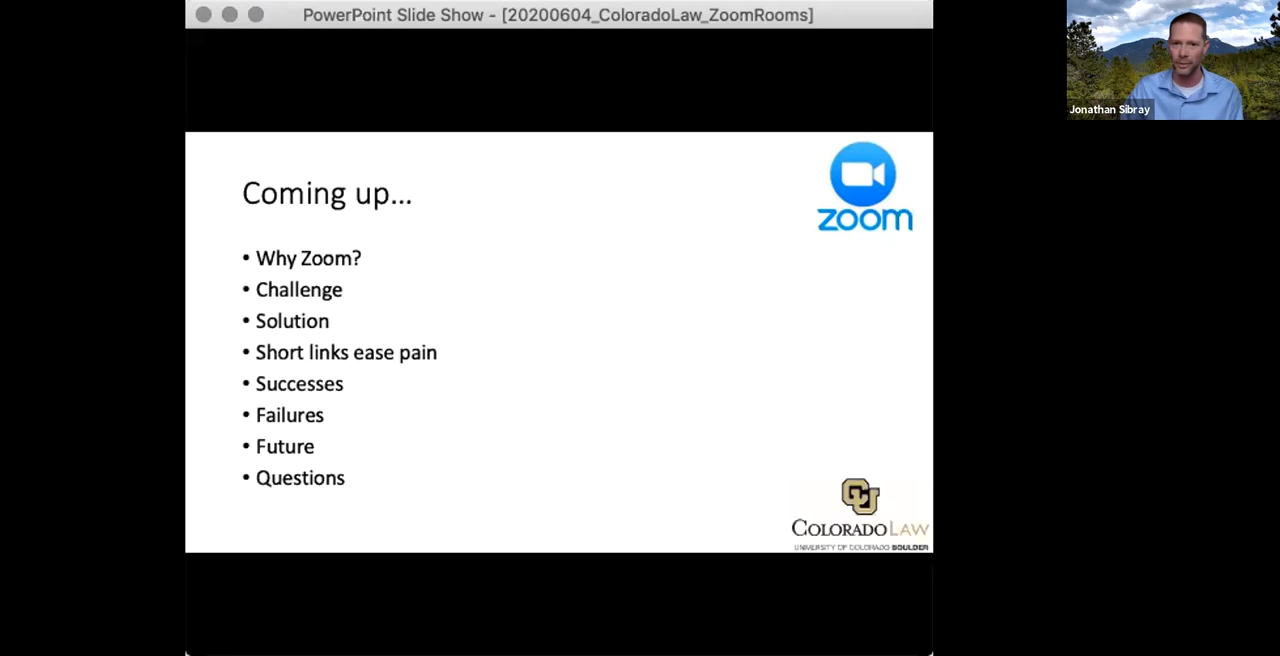 PowerPoint Slide Show - [20200604_ColoradoLaw_ZoomRooms]
Jonathan Sibray
zoom
Coming up...
• Why Zoom?
• Challenge
• Solution
• Short links ease pain
• Successes
• Failures
• Future
• Questions
CU
COLORADO LAW
UNIVERSITY OF COLORADO BOULDER